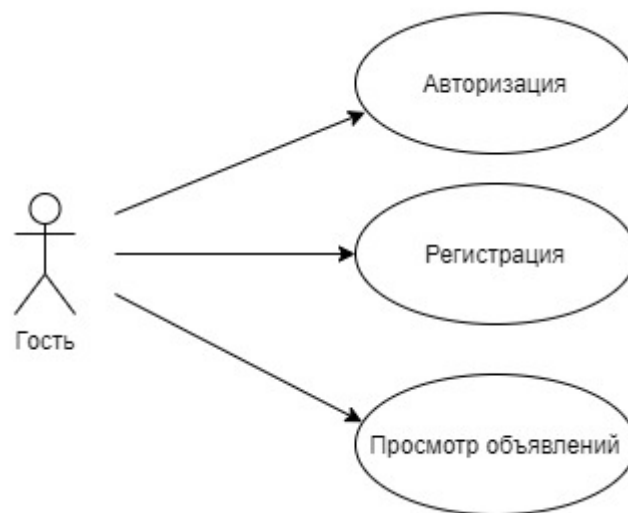 Авторизация
Регистрация
Гость
Просмотр объявлений